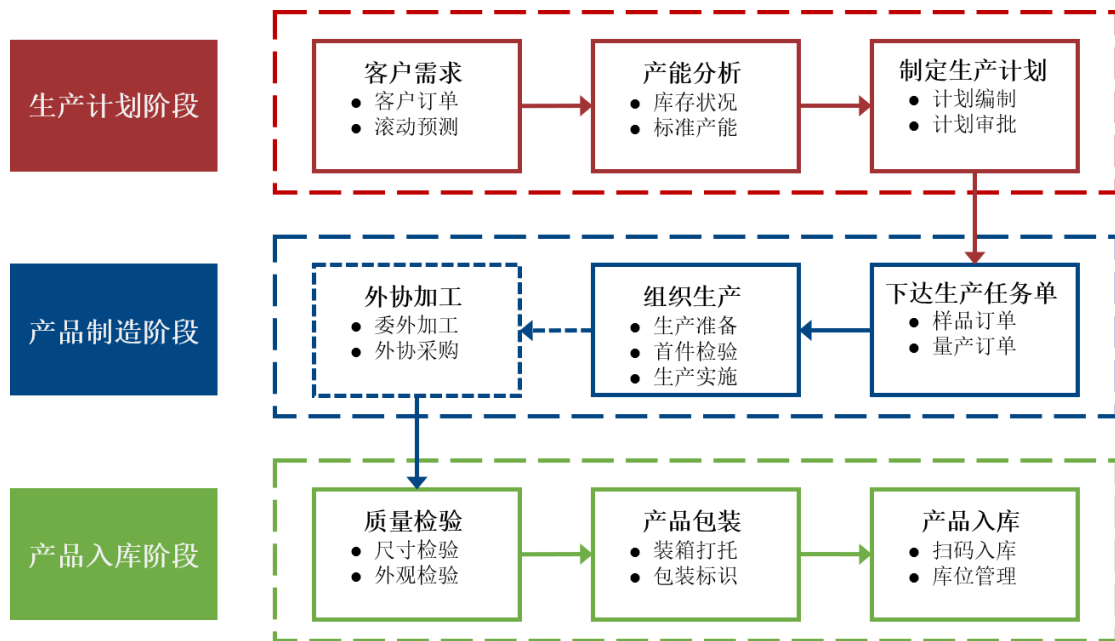 生产计划阶段
客户需求
● 客户订单
● 滚动预测
产能分析
● 库存状况
● 标准产能
制定生产计划
● 计划编制
● 计划审批
产品制造阶段
外协加工
● 委外加工
● 外协采购
组织生产
● 生产准备
● 首件检验
● 生产实施
下达生产任务单
● 样品订单
● 量产订单
产品入库阶段
质量检验
● 尺寸检验
● 外观检验
产品包装
● 装箱打托
● 包装标识
产品入库
● 扫码入库
● 库位管理